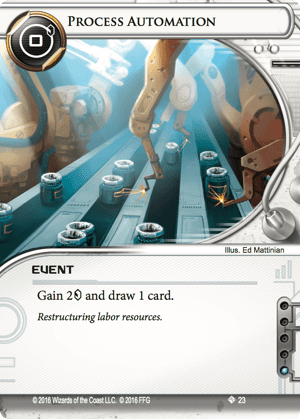 0
PROCESS AUTOMATION
Illus. Ed Mattinian
EVENT
Gain 2 and draw 1 card.
Restructuring labor resources.
© 2016 Wizards of the Coast LLC. © 2016 FFG 23